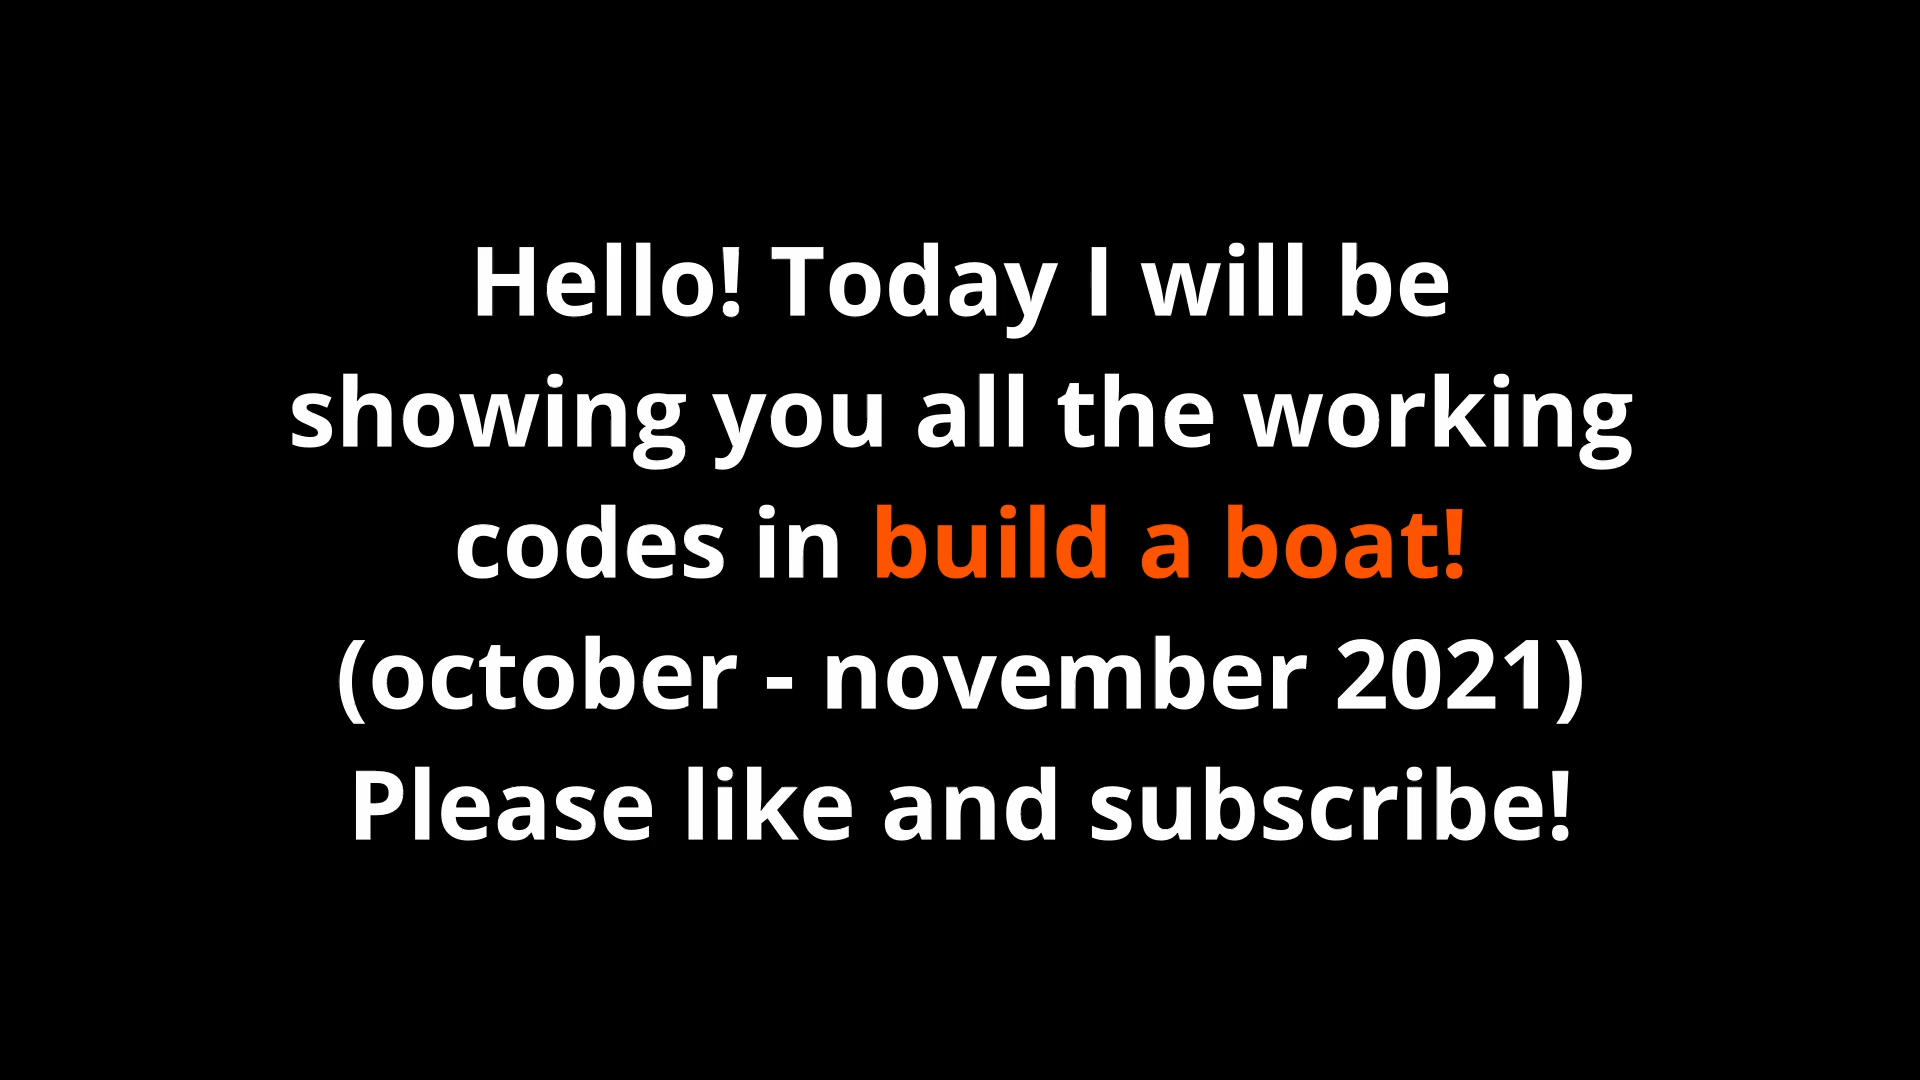 Hello! Today I will be
showing you all the working
codes in build a boat!
(october - november 2021)
Please like and subscribe!